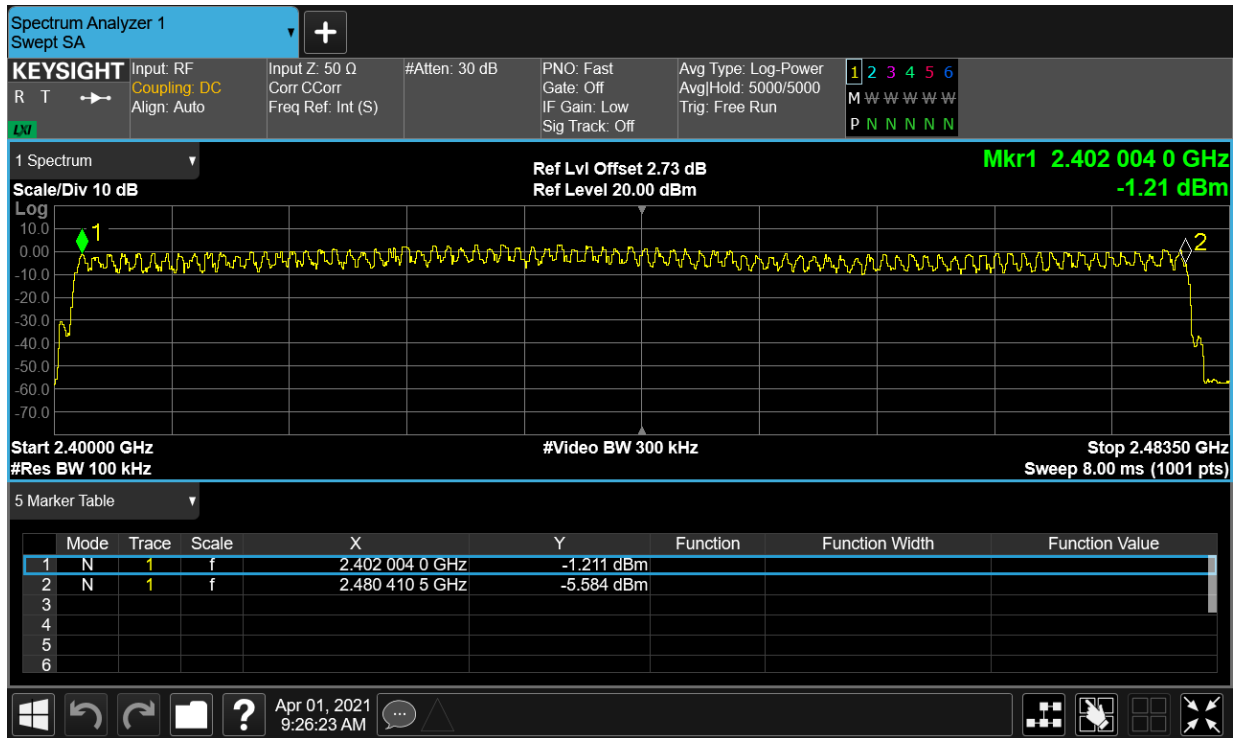 Spectrum Analyzer 1
Swept SA
KEYSIGHT
R T
LXI
Input: RF
Coupling: DC
Align: Auto
Input Z: 50 Ω
Corr CCorr
Freq Ref: Int (S)
#Atten: 30 dB
PNO: Fast
Gate: Off
IF Gain: Low
Sig Track: Off
Avg Type: Log-Power
Avg|Hold: 5000/5000
Trig: Free Run
1 2 3 4 5 6
M W W W W W
P N N N N N
1 Spectrum
Scale/Div 10 dB
Ref Lvl Offset 2.73 dB
Ref Level 20.00 dBm
Mkr1 2.402 004 0 GHz
-1.21 dBm
Log
10.0
0.00
-10.0
-20.0
-30.0
-40.0
-50.0
-60.0
-70.0
1
2
Start 2.40000 GHz
#Res BW 100 kHz
#Video BW 300 kHz
Stop 2.48350 GHz
Sweep 8.00 ms (1001 pts)
5 Marker Table
Mode Trace Scale X Y Function Function Width Function Value
1 N 1 f 2.402 004 0 GHz -1.211 dBm
2 N 1 f 2.480 410 5 GHz -5.584 dBm
3
4
5
6
?
Apr 01, 2021
9:26:23 AM